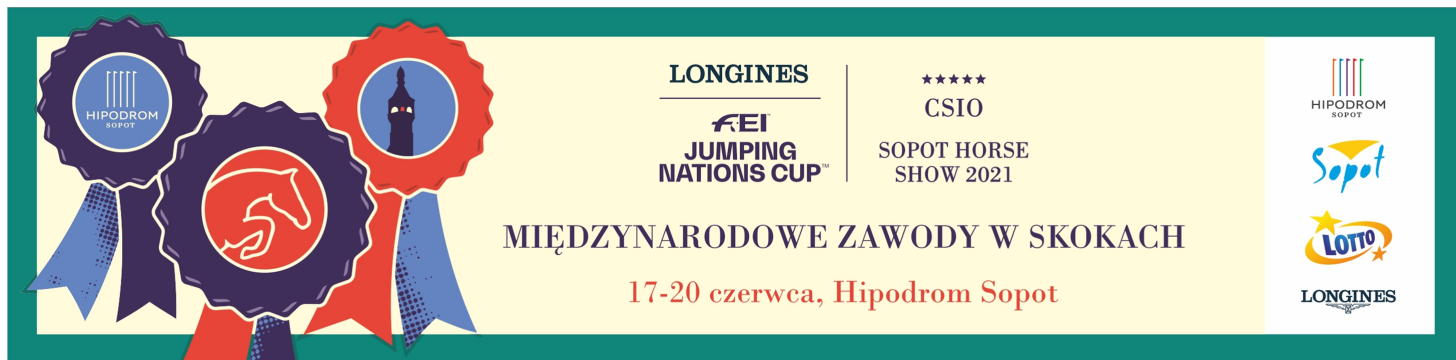 HIPODROM
SOPOT
LONGINES
FEI
JUMPING
NATIONS CUP™
★★★★★
CSIO
SOPOT HORSE
SHOW 2021
MIĘDZYNARODOWE ZAWODY W SKOKACH
17-20 czerwca, Hipodrom Sopot
HIPODROM
SOPOT
Sopot
LOTTO
LONGINES